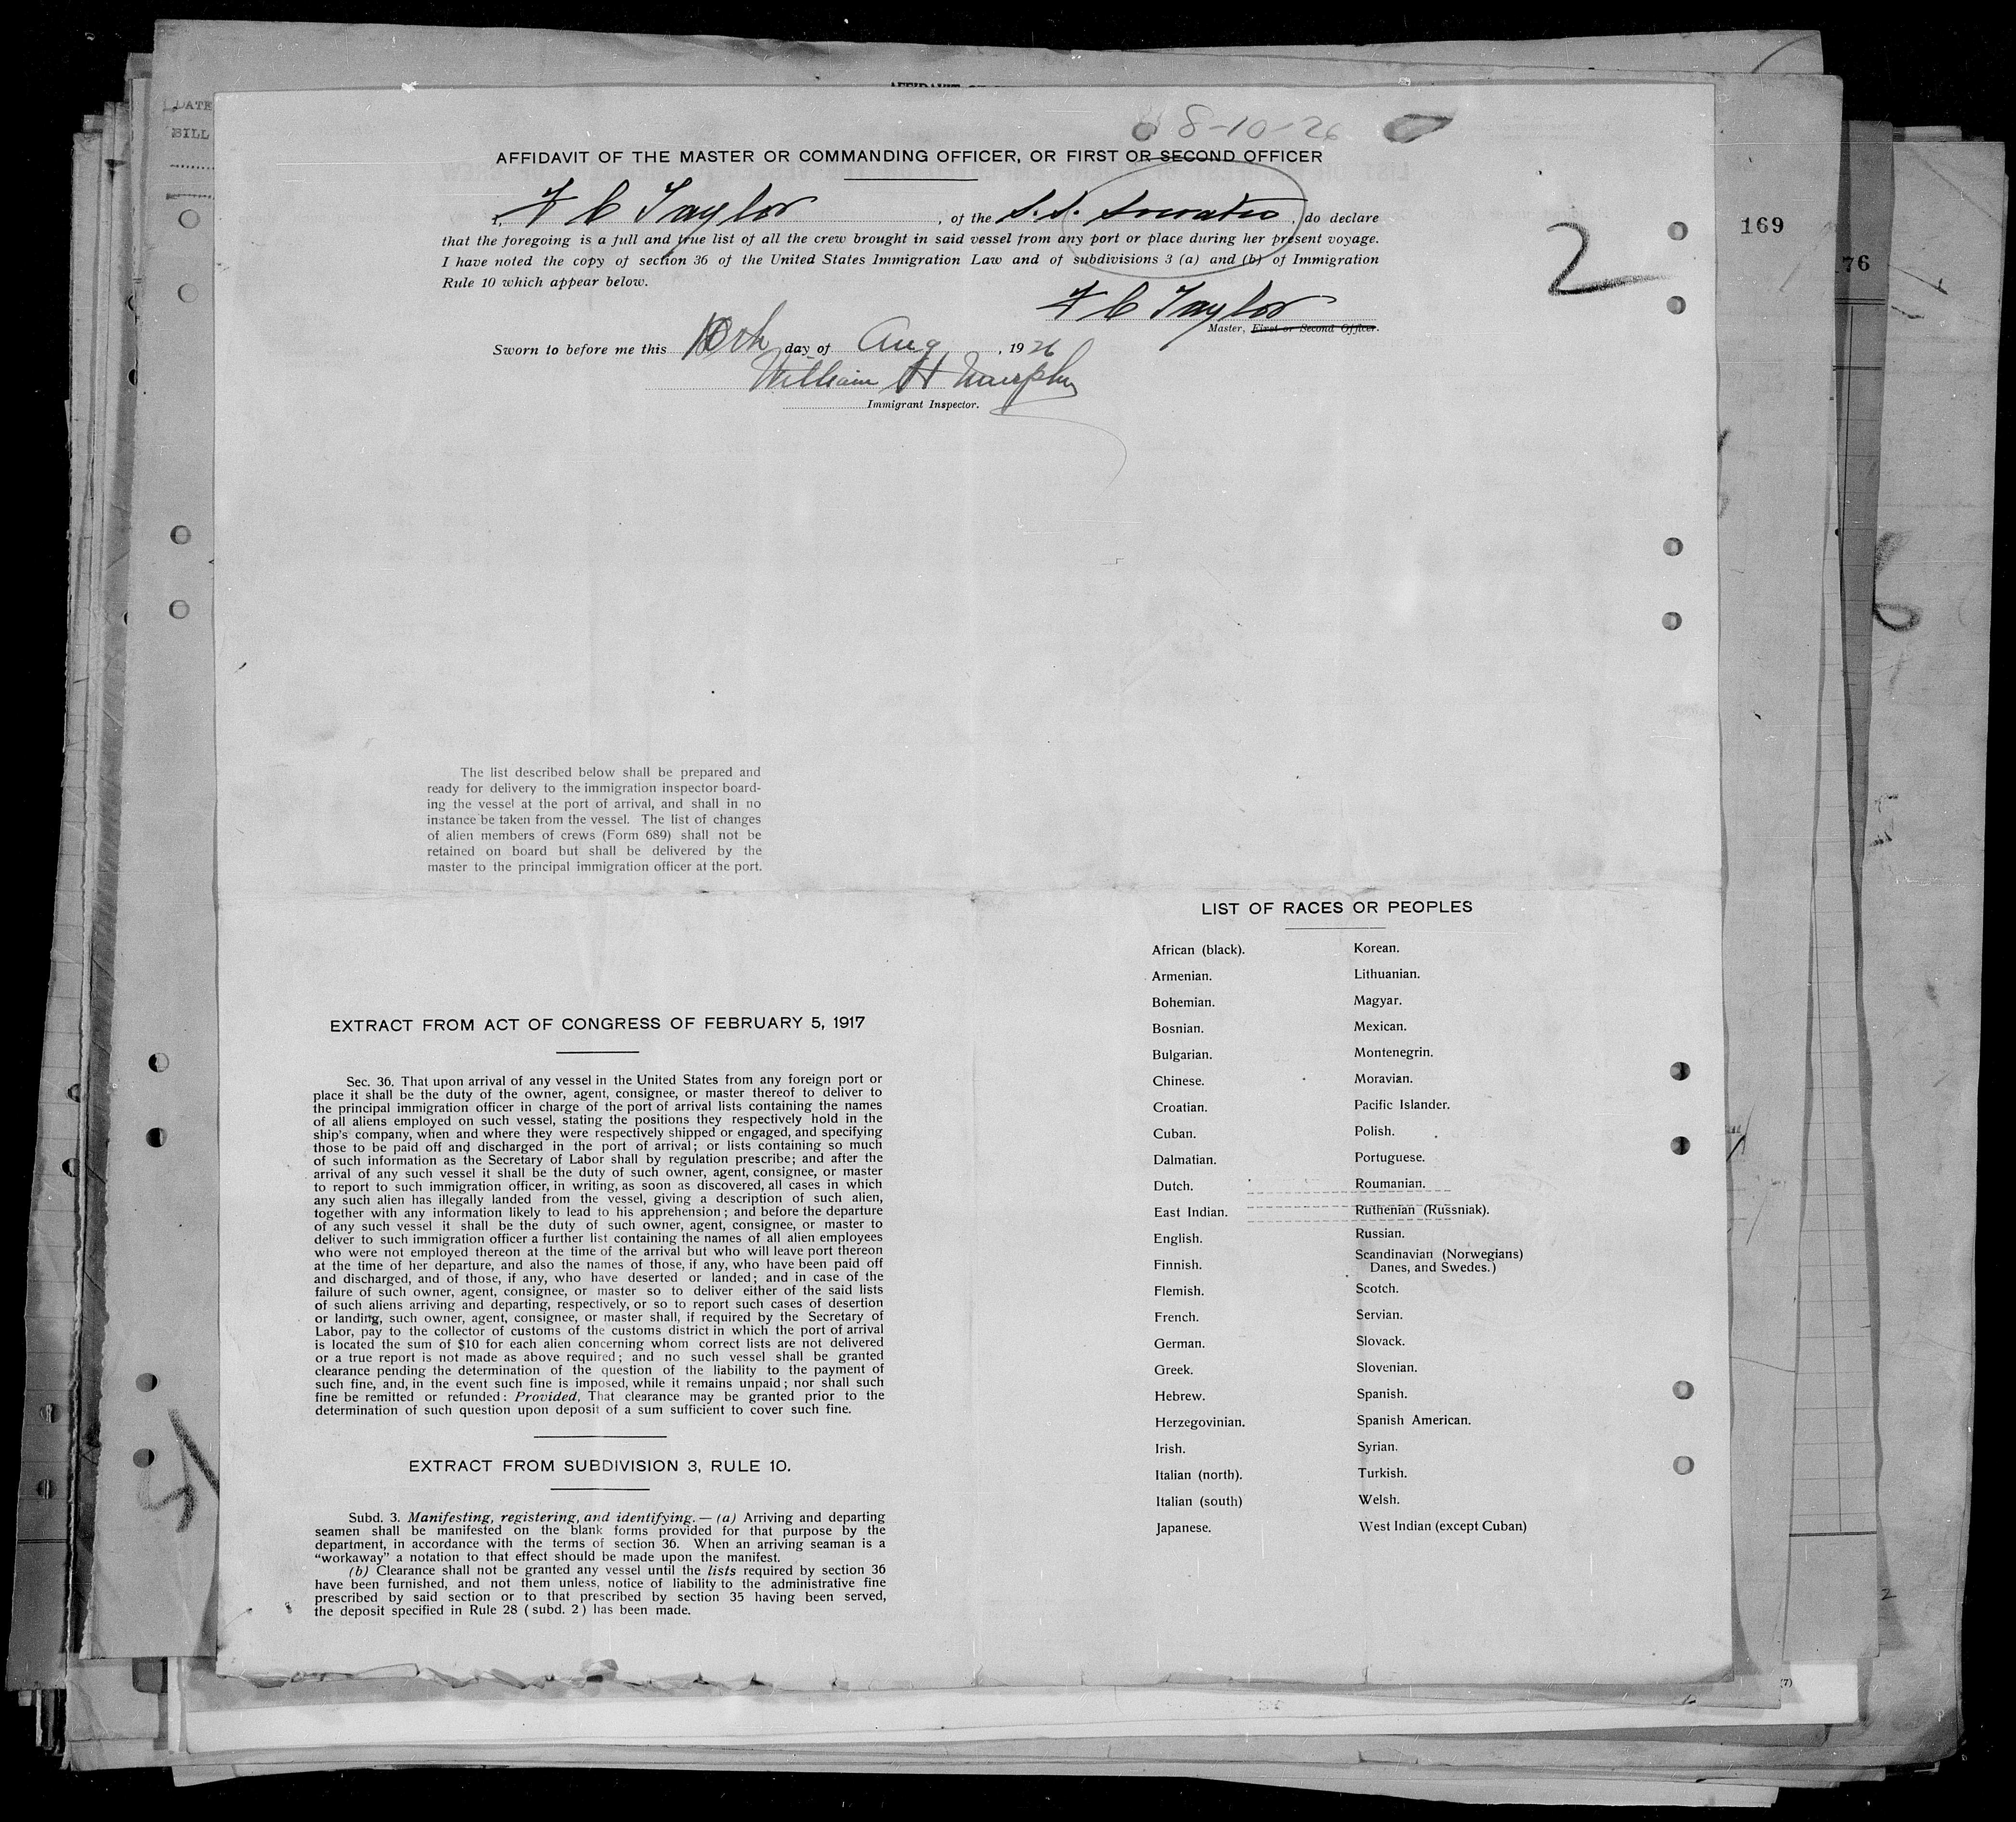 DATE
BILL
8-10-26
AFFIDAVIT OF THE MASTER OR COMMANDING OFFICER, OR FIRST OR SECOND OFFICER
I, F C Taylor, of the S.S. Socrates, do declare
that the foregoing is a full and true list of all the crew brought in said vessel from any port or place during her present voyage.
I have noted the copy of section 36 of the United States Immigration Law and of subdivisions 3 (a) and (b) of Immigration
Rule 10 which appear below.
F C Taylor
Master, First or Second Officer.
Sworn to before me this 10th day of Aug, 1926
William H Murphy
Immigrant Inspector.
2
169
76
The list described below shall be prepared and
ready for delivery to the immigration inspector board-
ing the vessel at the port of arrival, and shall in no
instance be taken from the vessel. The list of changes
of alien members of crews (Form 689) shall not be
retained on board but shall be delivered by the
master to the principal immigration officer at the port.
EXTRACT FROM ACT OF CONGRESS OF FEBRUARY 5, 1917
Sec. 36. That upon arrival of any vessel in the United States from any foreign port or
place it shall be the duty of the owner, agent, consignee, or master thereof to deliver to
the principal immigration officer in charge of the port of arrival lists containing the names
of all aliens employed on such vessel, stating the positions they respectively hold in the
ship's company, when and where they were respectively shipped or engaged, and specifying
those to be paid off and discharged in the port of arrival; or lists containing so much
of such information as the Secretary of Labor shall by regulation prescribe; and after the
arrival of any such vessel it shall be the duty of such owner, agent, consignee, or master
to report to such immigration officer, in writing, as soon as discovered, all cases in which
any such alien has illegally landed from the vessel, giving a description of such alien,
together with any information likely to lead to his apprehension; and before the departure
of any such vessel it shall be the duty of such owner, agent, consignee, or master to
deliver to such immigration officer a further list containing the names of all alien employees
who were not employed thereon at the time of the arrival but who will leave port thereon
at the time of her departure, and also the names of those, if any, who have been paid off
and discharged, and of those, if any, who have deserted or landed; and in case of the
failure of such owner, agent, consignee, or master so to deliver either of the said lists
of such aliens arriving and departing, respectively, or so to report such cases of desertion
or landing, such owner, agent, consignee, or master shall, if required by the Secretary of
Labor, pay to the collector of customs of the customs district in which the port of arrival
is located the sum of $10 for each alien concerning whom correct lists are not delivered
or a true report is not made as above required; and no such vessel shall be granted
clearance pending the determination of the question of the liability to the payment of
such fine, and, in the event such fine is imposed, while it remains unpaid; nor shall such
fine be remitted or refunded: Provided, That clearance may be granted prior to the
determination of such question upon deposit of a sum sufficient to cover such fine.
EXTRACT FROM SUBDIVISION 3, RULE 10.
Subd. 3. Manifesting, registering, and identifying.—(a) Arriving and departing
seamen shall be manifested on the blank forms provided for that purpose by the
department, in accordance with the terms of section 36. When an arriving seaman is a
"workaway" a notation to that effect should be made upon the manifest.
(b) Clearance shall not be granted any vessel until the lists required by section 36
have been furnished, and not them unless, notice of liability to the administrative fine
prescribed by said section or to that prescribed by section 35 having been served,
the deposit specified in Rule 28 (subd. 2) has been made.
LIST OF RACES OR PEOPLES
African (black).
Armenian.
Bohemian.
Bosnian.
Bulgarian.
Chinese.
Croatian.
Cuban.
Dalmatian.
Dutch.
East Indian.
English.
Finnish.
Flemish.
French.
German.
Greek.
Hebrew.
Herzegovinian.
Irish.
Italian (north).
Italian (south)
Japanese.
Korean.
Lithuanian.
Magyar.
Mexican.
Montenegrin.
Moravian.
Pacific Islander.
Polish.
Portuguese.
Roumanian.
Ruthenian (Russniak).
Russian.
Scandinavian (Norwegians)
Danes, and Swedes.)
Scotch.
Servian.
Slovack.
Slovenian.
Spanish.
Spanish American.
Syrian.
Turkish.
Welsh.
West Indian (except Cuban)
(7)